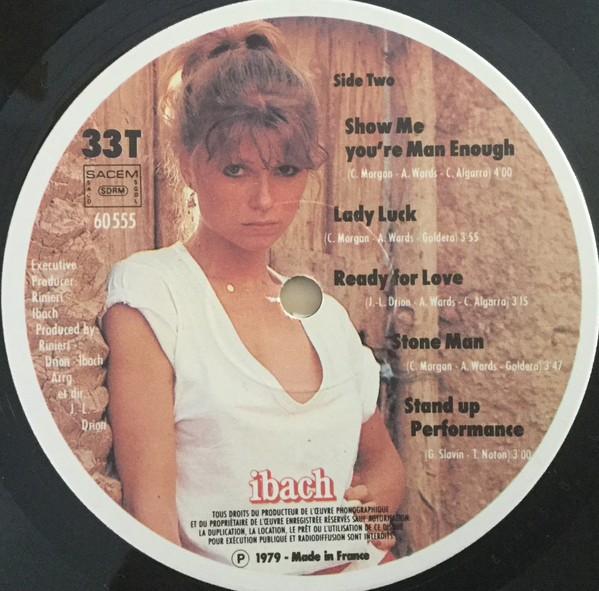 Side Two
33T
SACEM
SACD
SDRM
SGDL
60555
Show Me
you're Man Enough
(C. Morgan - A. Wards - C. Algarra) 4'00
Lady Luck
(C. Morgan - A. Wards - Goldero) 3'55
Ready for Love
(J.-L. Drion - A. Wards - C. Algarra) 3'15
Stone Man
(C. Morgan - A. Wards - Goldero) 3'47
Stand up
Performance
(G. Slavin - T. Noton) 3'00
Executive
Producer:
Rinieri
Ibach
Produced by
Rinieri -
Drion - Ibach
Arrg.
et dir.
J.-L.
Drion
ibach
TOUS DROITS DU PRODUCTEUR DE L'ŒUVRE PHONOGRAPHIQUE
ET DU PROPRIÉTAIRE DE L'ŒUVRE ENREGISTRÉE RÉSERVÉS SAUF AUTORISATION
LA DUPLICATION, LA LOCATION, LE PRÊT OU L'UTILISATION DE CE DISQUE
POUR EXÉCUTION PUBLIQUE ET RADIODIFFUSION SONT INTERDITS
Ⓟ 1979 - Made in France